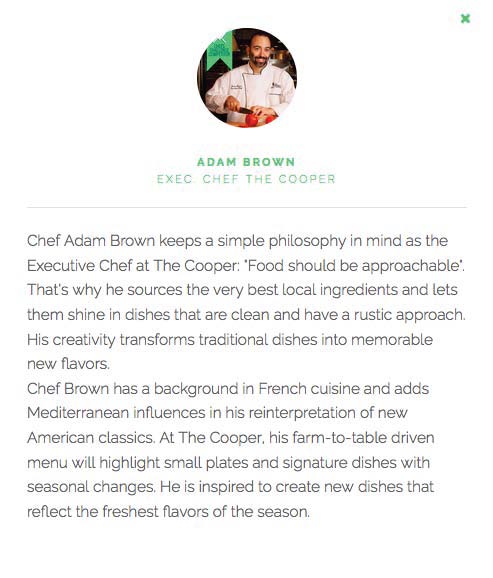 ADAM BROWN
EXEC. CHEF THE COOPER
Chef Adam Brown keeps a simple philosophy in mind as the
Executive Chef at The Cooper: "Food should be approachable".
That's why he sources the very best local ingredients and lets
them shine in dishes that are clean and have a rustic approach.
His creativity transforms traditional dishes into memorable
new flavors.
Chef Brown has a background in French cuisine and adds
Mediterranean influences in his reinterpretation of new
American classics. At The Cooper, his farm-to-table driven
menu will highlight small plates and signature dishes with
seasonal changes. He is inspired to create new dishes that
reflect the freshest flavors of the season.